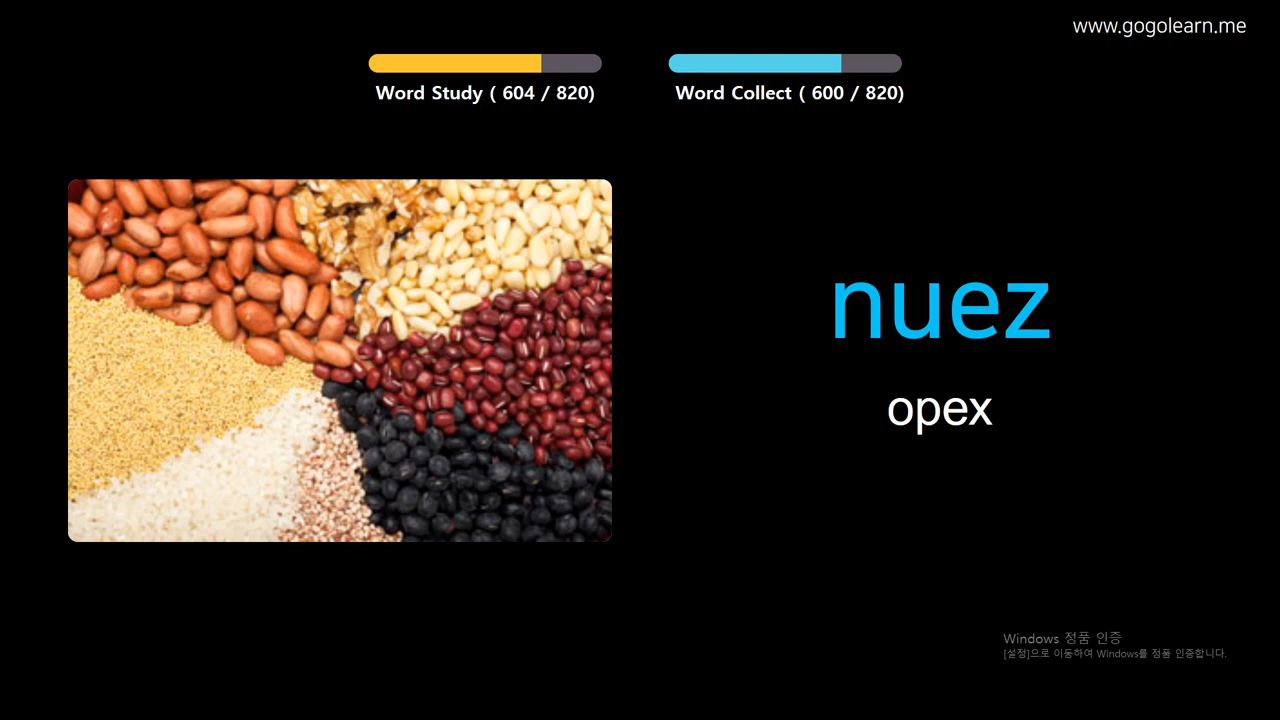 www.gogolearn.me
Word Study ( 604 / 820)
Word Collect ( 600 / 820)
nuez
opex
Windows 정품 인증
[설정]으로 이동하여 Windows를 정품 인증합니다.